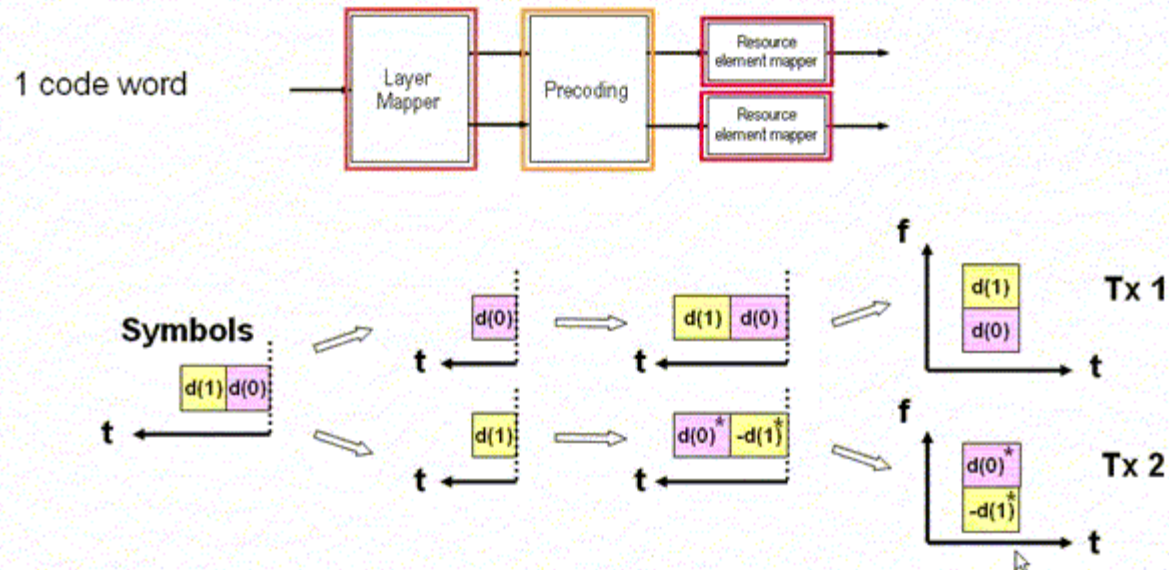 1 code word
Layer
Mapper
Precoding
Resource
element mapper
Resource
element mapper
Symbols
d(1) d(0)
t
d(0)
t
d(1)
t
d(1) d(0)
t
d(0)* -d(1)*
t
f
d(1)
d(0)
t
Tx 1
f
d(0)*
-d(1)*
t
Tx 2